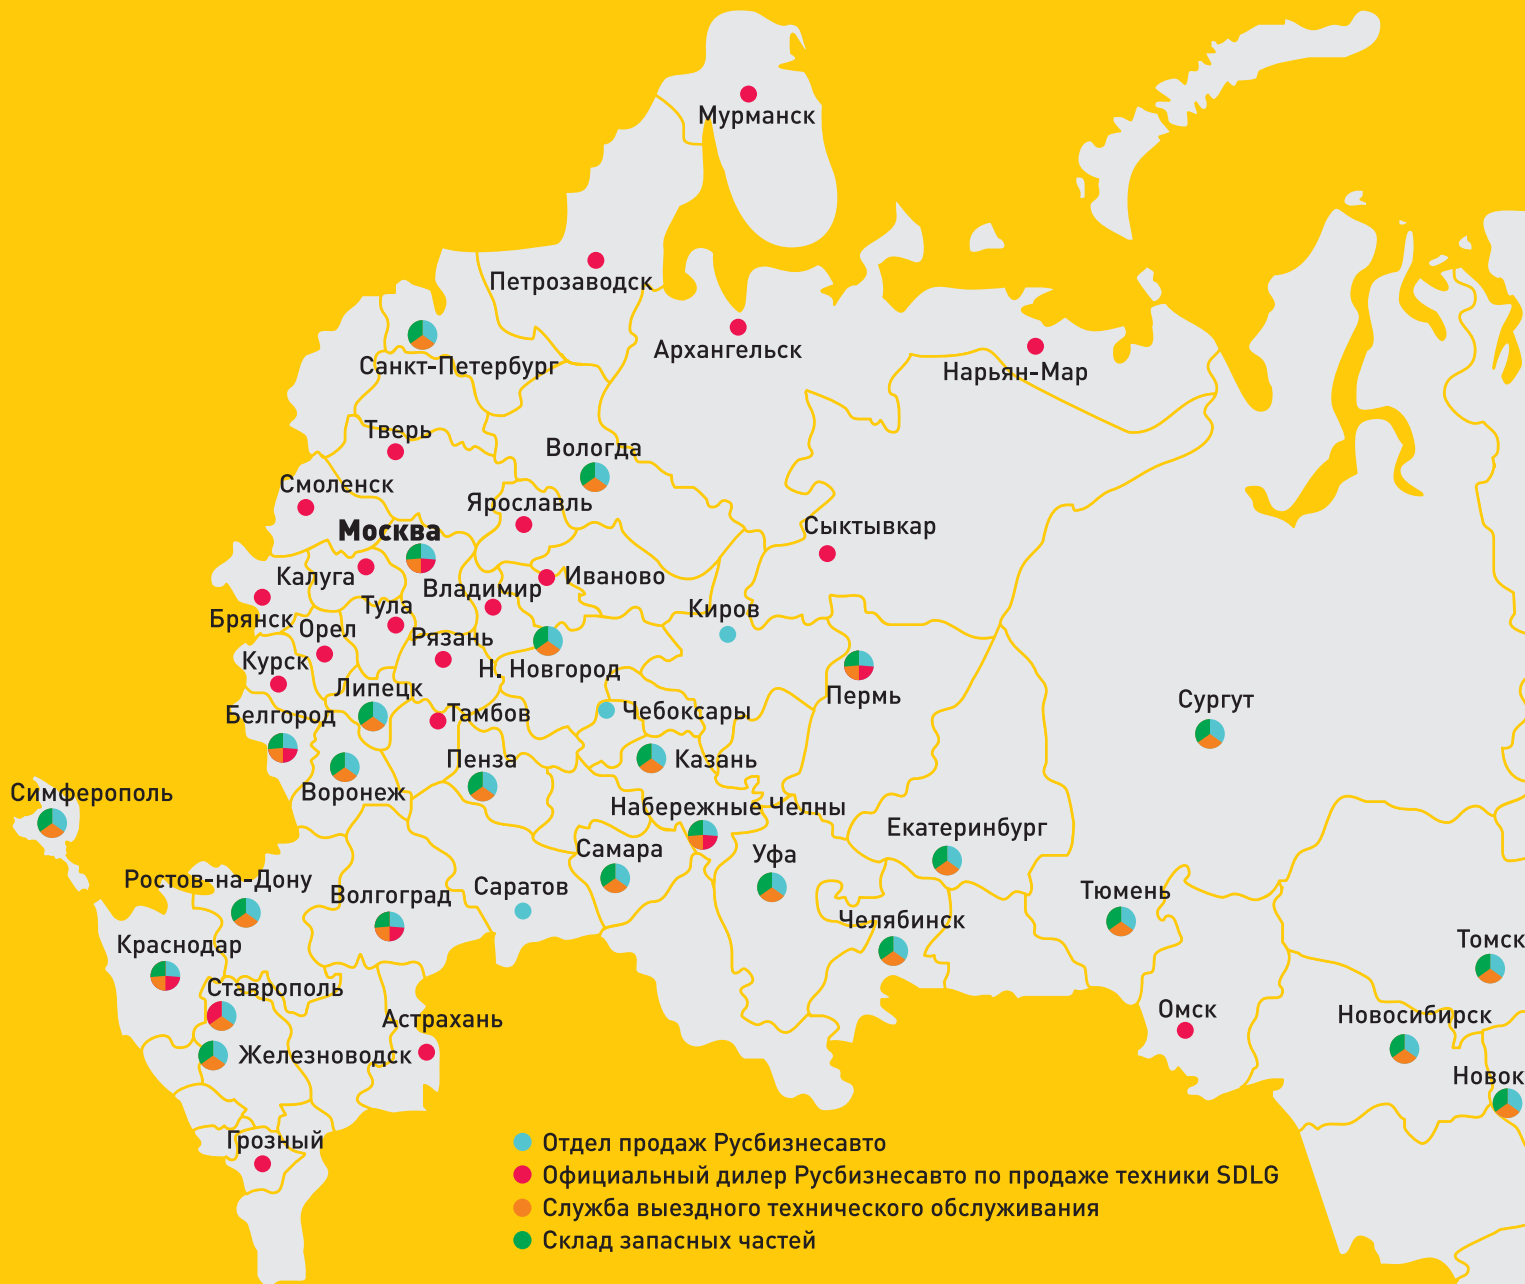 Мурманск
Петрозаводск
Архангельск
Нарьян-Мар
Санкт-Петербург
Тверь
Вологда
Смоленск
Ярославль
Москва
Сыктывкар
Калуга
Иваново
Владимир
Брянск
Тула
Киров
Орел
Рязань
Курск
Н. Новгород
Липецк
Пермь
Сургут
Белгород
Тамбов
Чебоксары
Пенза
Казань
Симферополь
Воронеж
Набережные Челны
Екатеринбург
Самара
Уфа
Ростов-на-Дону
Волгоград
Саратов
Тюмень
Челябинск
Краснодар
Томск
Ставрополь
Астрахань
Омск
Новосибирск
Железноводск
Новок
Грозный
Отдел продаж Русбизнесавто
Официальный дилер Русбизнесавто по продаже техники SDLG
Служба выездного технического обслуживания
Склад запасных частей